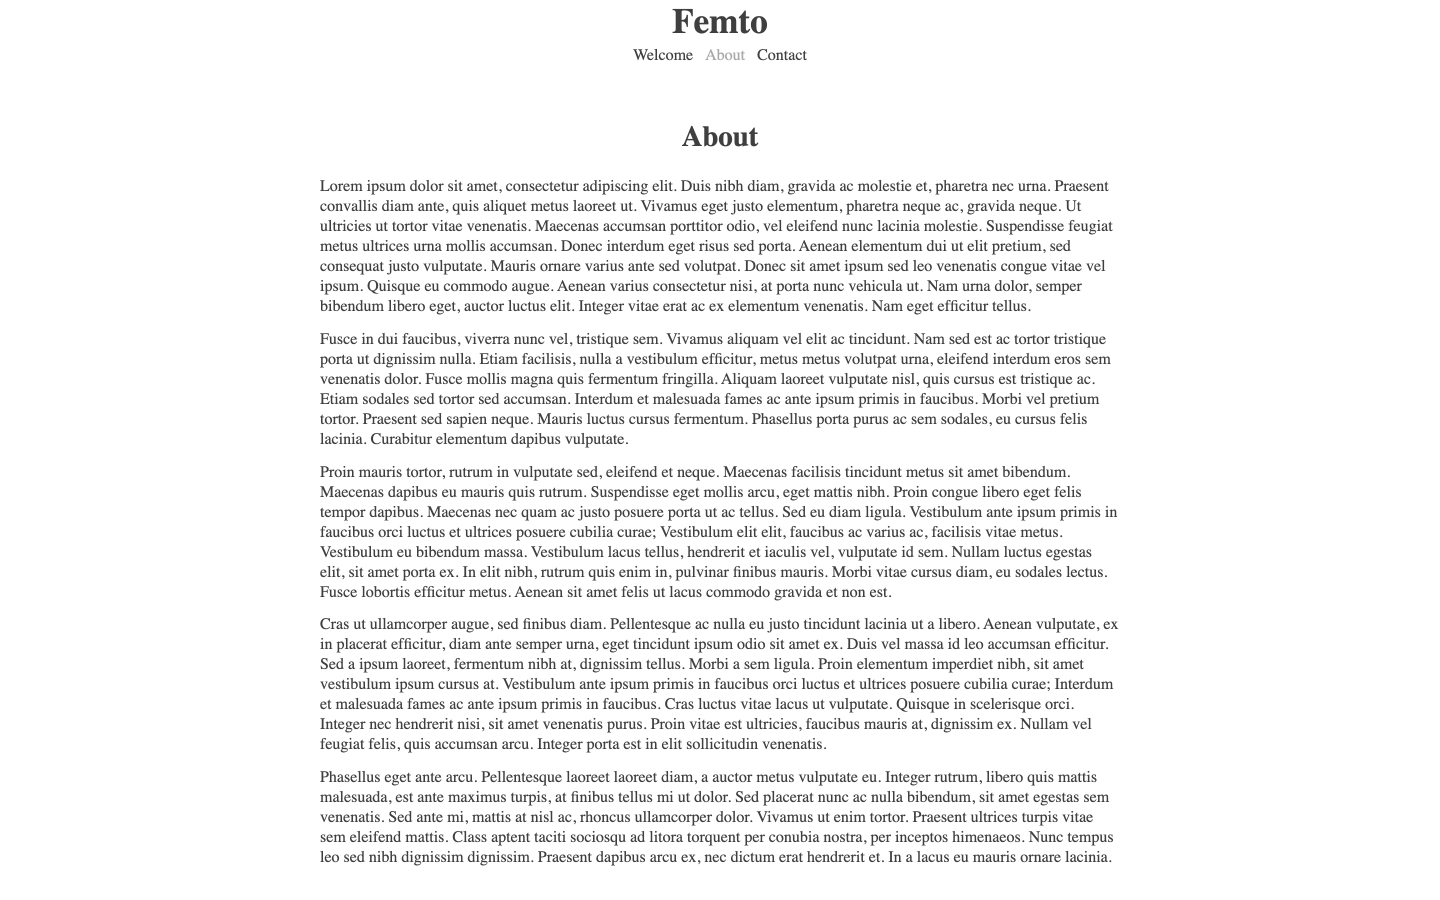 Femto
Welcome About Contact
About
Lorem ipsum dolor sit amet, consectetur adipiscing elit. Duis nibh diam, gravida ac molestie et, pharetra nec urna. Praesent
convallis diam ante, quis aliquet metus laoreet ut. Vivamus eget justo elementum, pharetra neque ac, gravida neque. Ut
ultricies ut tortor vitae venenatis. Maecenas accumsan porttitor odio, vel eleifend nunc lacinia molestie. Suspendisse feugiat
metus ultrices urna mollis accumsan. Donec interdum eget risus sed porta. Aenean elementum dui ut elit pretium, sed
consequat justo vulputate. Mauris ornare varius ante sed volutpat. Donec sit amet ipsum sed leo venenatis congue vitae vel
ipsum. Quisque eu commodo augue. Aenean varius consectetur nisi, at porta nunc vehicula ut. Nam urna dolor, semper
bibendum libero eget, auctor luctus elit. Integer vitae erat ac ex elementum venenatis. Nam eget efficitur tellus.
Fusce in dui faucibus, viverra nunc vel, tristique sem. Vivamus aliquam vel elit ac tincidunt. Nam sed est ac tortor tristique
porta ut dignissim nulla. Etiam facilisis, nulla a vestibulum efficitur, metus metus volutpat urna, eleifend interdum eros sem
venenatis dolor. Fusce mollis magna quis fermentum fringilla. Aliquam laoreet vulputate nisl, quis cursus est tristique ac.
Etiam sodales sed tortor sed accumsan. Interdum et malesuada fames ac ante ipsum primis in faucibus. Morbi vel pretium
tortor. Praesent sed sapien neque. Mauris luctus cursus fermentum. Phasellus porta purus ac sem sodales, eu cursus felis
lacinia. Curabitur elementum dapibus vulputate.
Proin mauris tortor, rutrum in vulputate sed, eleifend et neque. Maecenas facilisis tincidunt metus sit amet bibendum.
Maecenas dapibus eu mauris quis rutrum. Suspendisse eget mollis arcu, eget mattis nibh. Proin congue libero eget felis
tempor dapibus. Maecenas nec quam ac justo posuere porta ut ac tellus. Sed eu diam ligula. Vestibulum ante ipsum primis in
faucibus orci luctus et ultrices posuere cubilia curae; Vestibulum elit elit, faucibus ac varius ac, facilisis vitae metus.
Vestibulum eu bibendum massa. Vestibulum lacus tellus, hendrerit et iaculis vel, vulputate id sem. Nullam luctus egestas
elit, sit amet porta ex. In elit nibh, rutrum quis enim in, pulvinar finibus mauris. Morbi vitae cursus diam, eu sodales lectus.
Fusce lobortis efficitur metus. Aenean sit amet felis ut lacus commodo gravida et non est.
Cras ut ullamcorper augue, sed finibus diam. Pellentesque ac nulla eu justo tincidunt lacinia ut a libero. Aenean vulputate, ex
in placerat efficitur, diam ante semper urna, eget tincidunt ipsum odio sit amet ex. Duis vel massa id leo accumsan efficitur.
Sed a ipsum laoreet, fermentum nibh at, dignissim tellus. Morbi a sem ligula. Proin elementum imperdiet nibh, sit amet
vestibulum ipsum cursus at. Vestibulum ante ipsum primis in faucibus orci luctus et ultrices posuere cubilia curae; Interdum
et malesuada fames ac ante ipsum primis in faucibus. Cras luctus vitae lacus ut vulputate. Quisque in scelerisque orci.
Integer nec hendrerit nisi, sit amet venenatis purus. Proin vitae est ultricies, faucibus mauris at, dignissim ex. Nullam vel
feugiat felis, quis accumsan arcu. Integer porta est in elit sollicitudin venenatis.
Phasellus eget ante arcu. Pellentesque laoreet laoreet diam, a auctor metus vulputate eu. Integer rutrum, libero quis mattis
malesuada, est ante maximus turpis, at finibus tellus mi ut dolor. Sed placerat nunc ac nulla bibendum, sit amet egestas sem
venenatis. Sed ante mi, mattis at nisl ac, rhoncus ullamcorper dolor. Vivamus ut enim tortor. Praesent ultrices turpis vitae
sem eleifend mattis. Class aptent taciti sociosqu ad litora torquent per conubia nostra, per inceptos himenaeos. Nunc tempus
leo sed nibh dignissim dignissim. Praesent dapibus arcu ex, nec dictum erat hendrerit et. In a lacus eu mauris ornare lacinia.